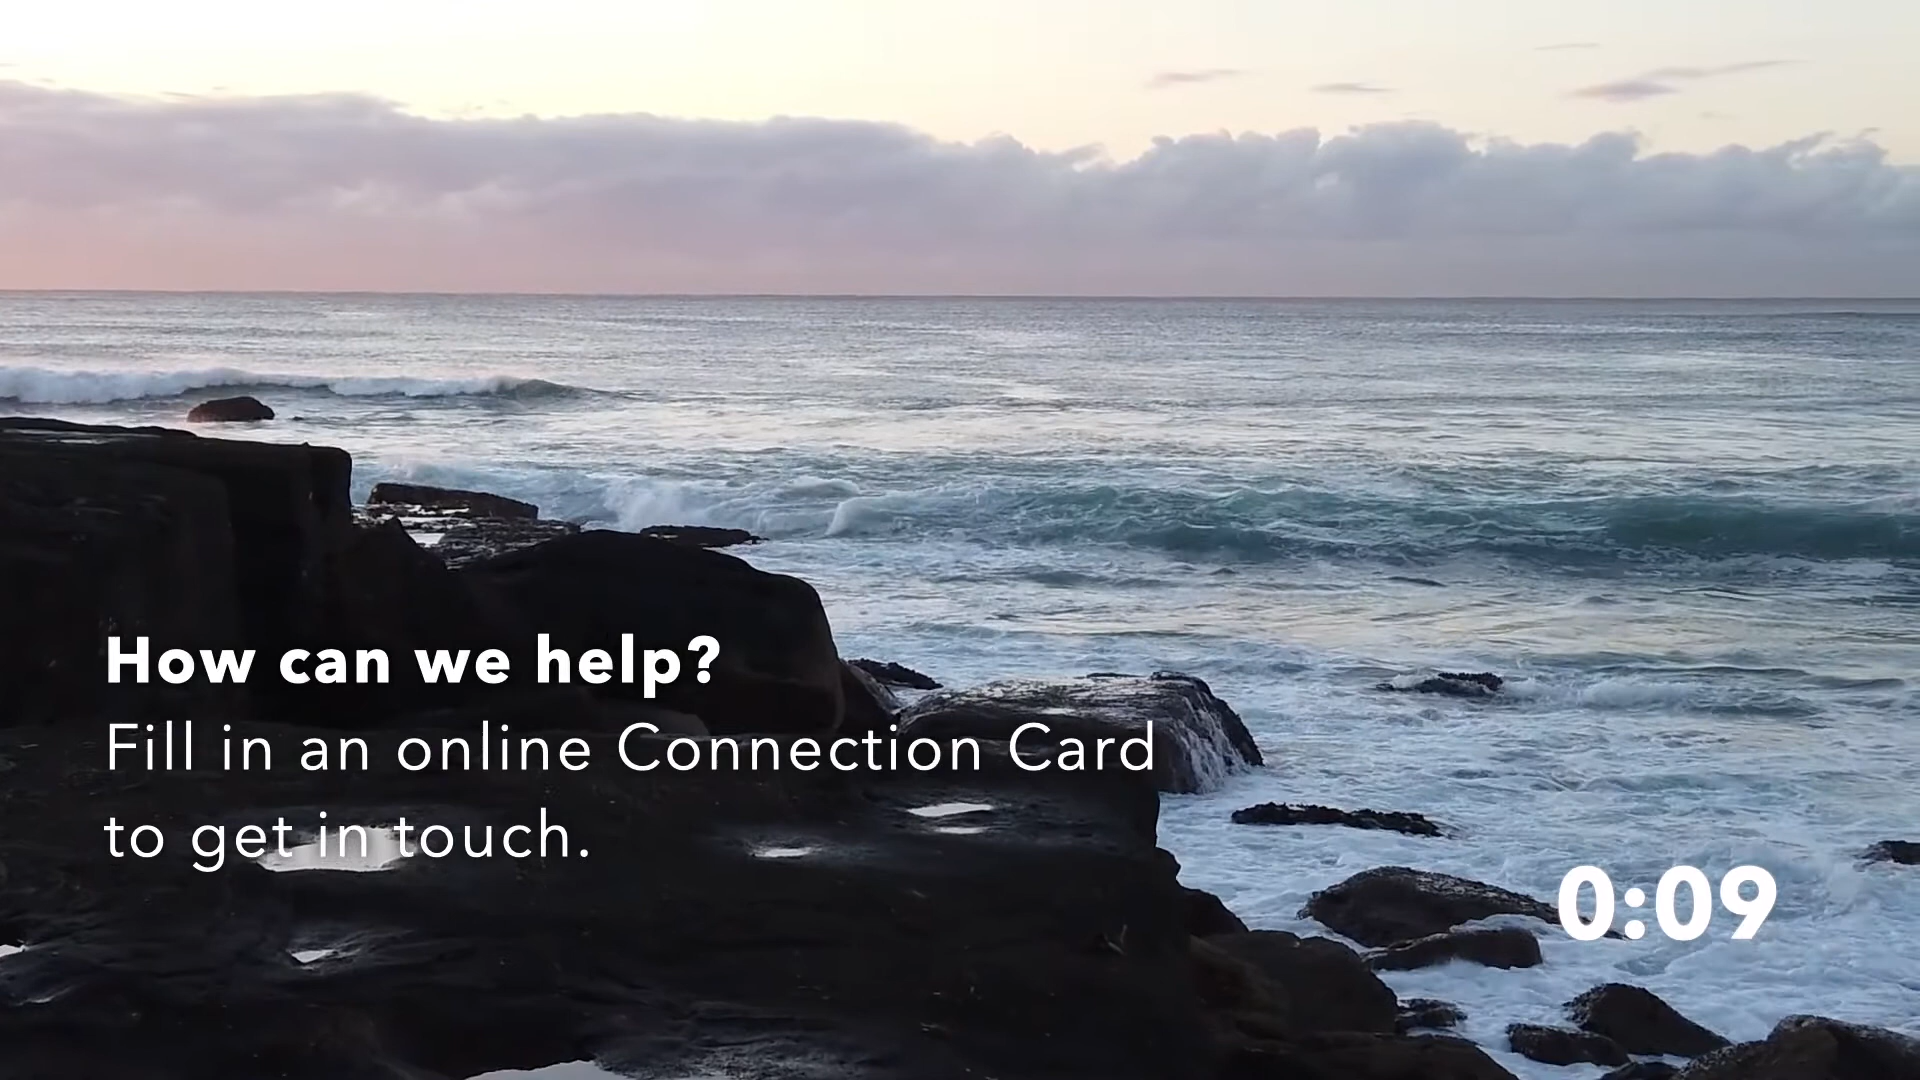 How can we help?
Fill in an online Connection Card
to get in touch.
0:09